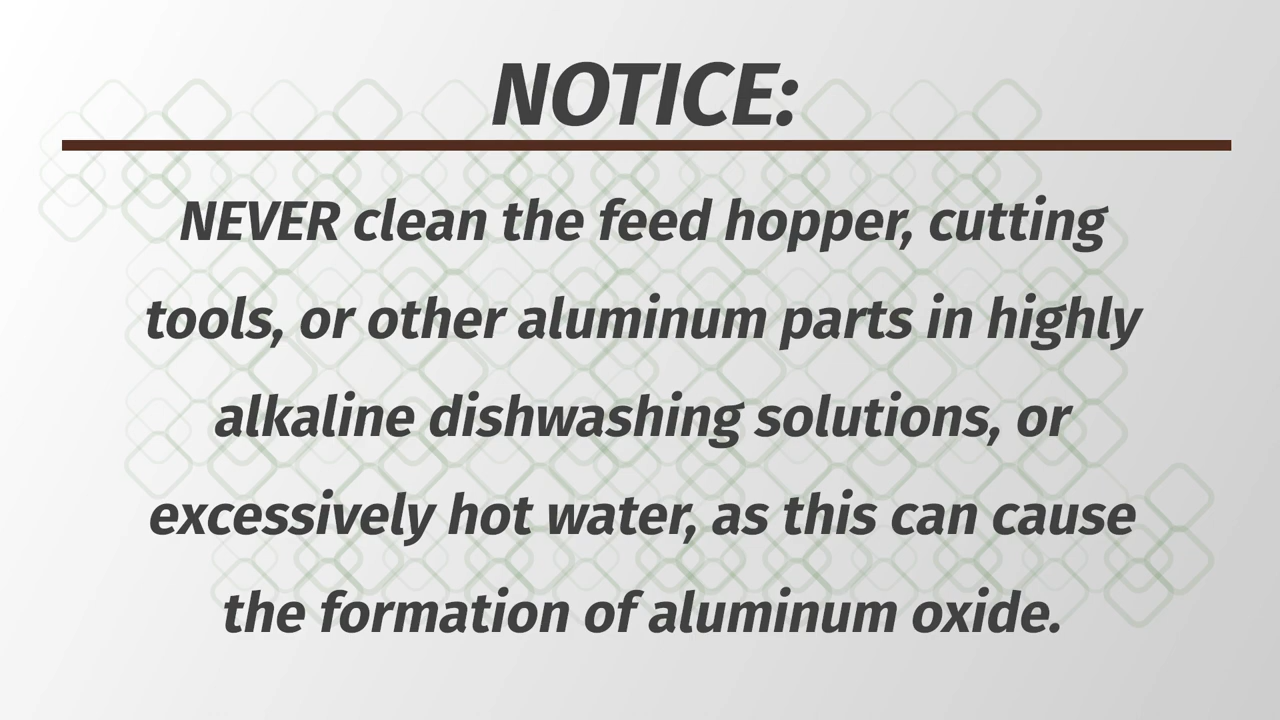 NOTICE:
NEVER clean the feed hopper, cutting
tools, or other aluminum parts in highly
alkaline dishwashing solutions, or
excessively hot water, as this can cause
the formation of aluminum oxide.